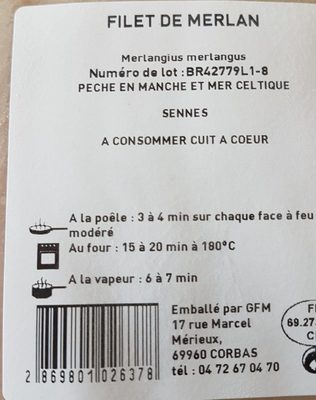 FILET DE MERLAN
Merlangius merlangus
Numéro de lot :BR42779L1-8
PECHE EN MANCHE ET MER CELTIQUE
SENNES
A CONSOMMER CUIT A COEUR
A la poêle : 3 à 4 min sur chaque face à feu
modéré
Au four : 15 à 20 min à 180°C
A la vapeur : 6 à 7 min
Emballé par GFM
17 rue Marcel
Mérieux,
69960 CORBAS
tél : 04 72 67 04 70
2 869801 026378
69.273